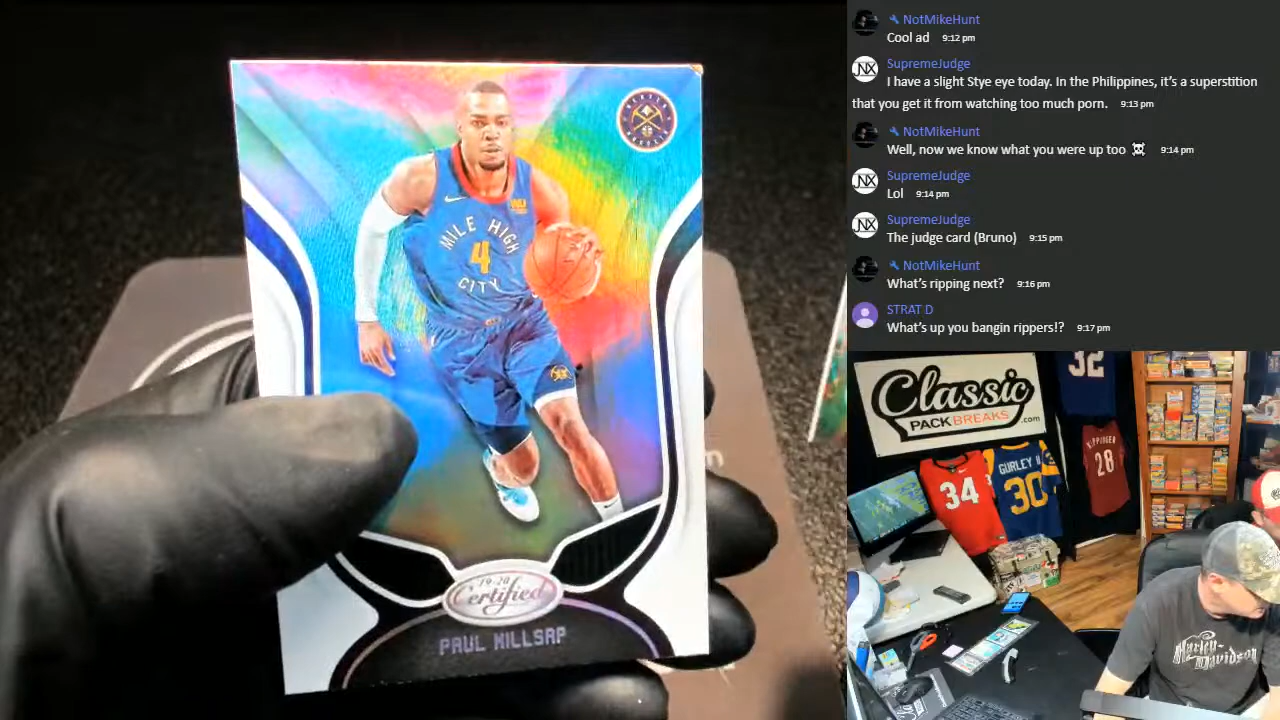 NotMikeHunt
Cool ad 9:12 pm
SupremeJudge
I have a slight Stye eye today. In the Philippines, it's a superstition
that you get it from watching too much porn. 9:13 pm
NotMikeHunt
Well, now we know what you were up too ☠️ 9:14 pm
SupremeJudge
Lol 9:14 pm
SupremeJudge
The judge card (Bruno) 9:15 pm
NotMikeHunt
What's ripping next? 9:16 pm
STRAT D
What's up you bangin rippers!? 9:17 pm
MILE HIGH
4
CITY
19-20
Certified
PAUL MILLSAP
Classic
PACK BREAKS.com
32
34
GURLEY II
30
28
Harley-Davidson